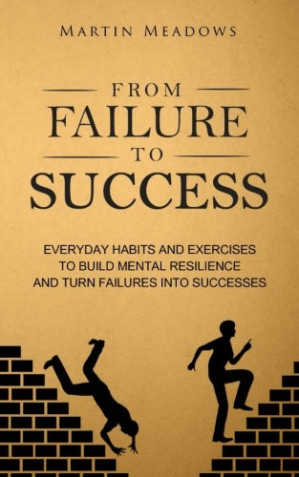 MARTIN MEADOWS
FROM
FAILURE
TO
SUCCESS
EVERYDAY HABITS AND EXERCISES
TO BUILD MENTAL RESILIENCE
AND TURN FAILURES INTO SUCCESSES